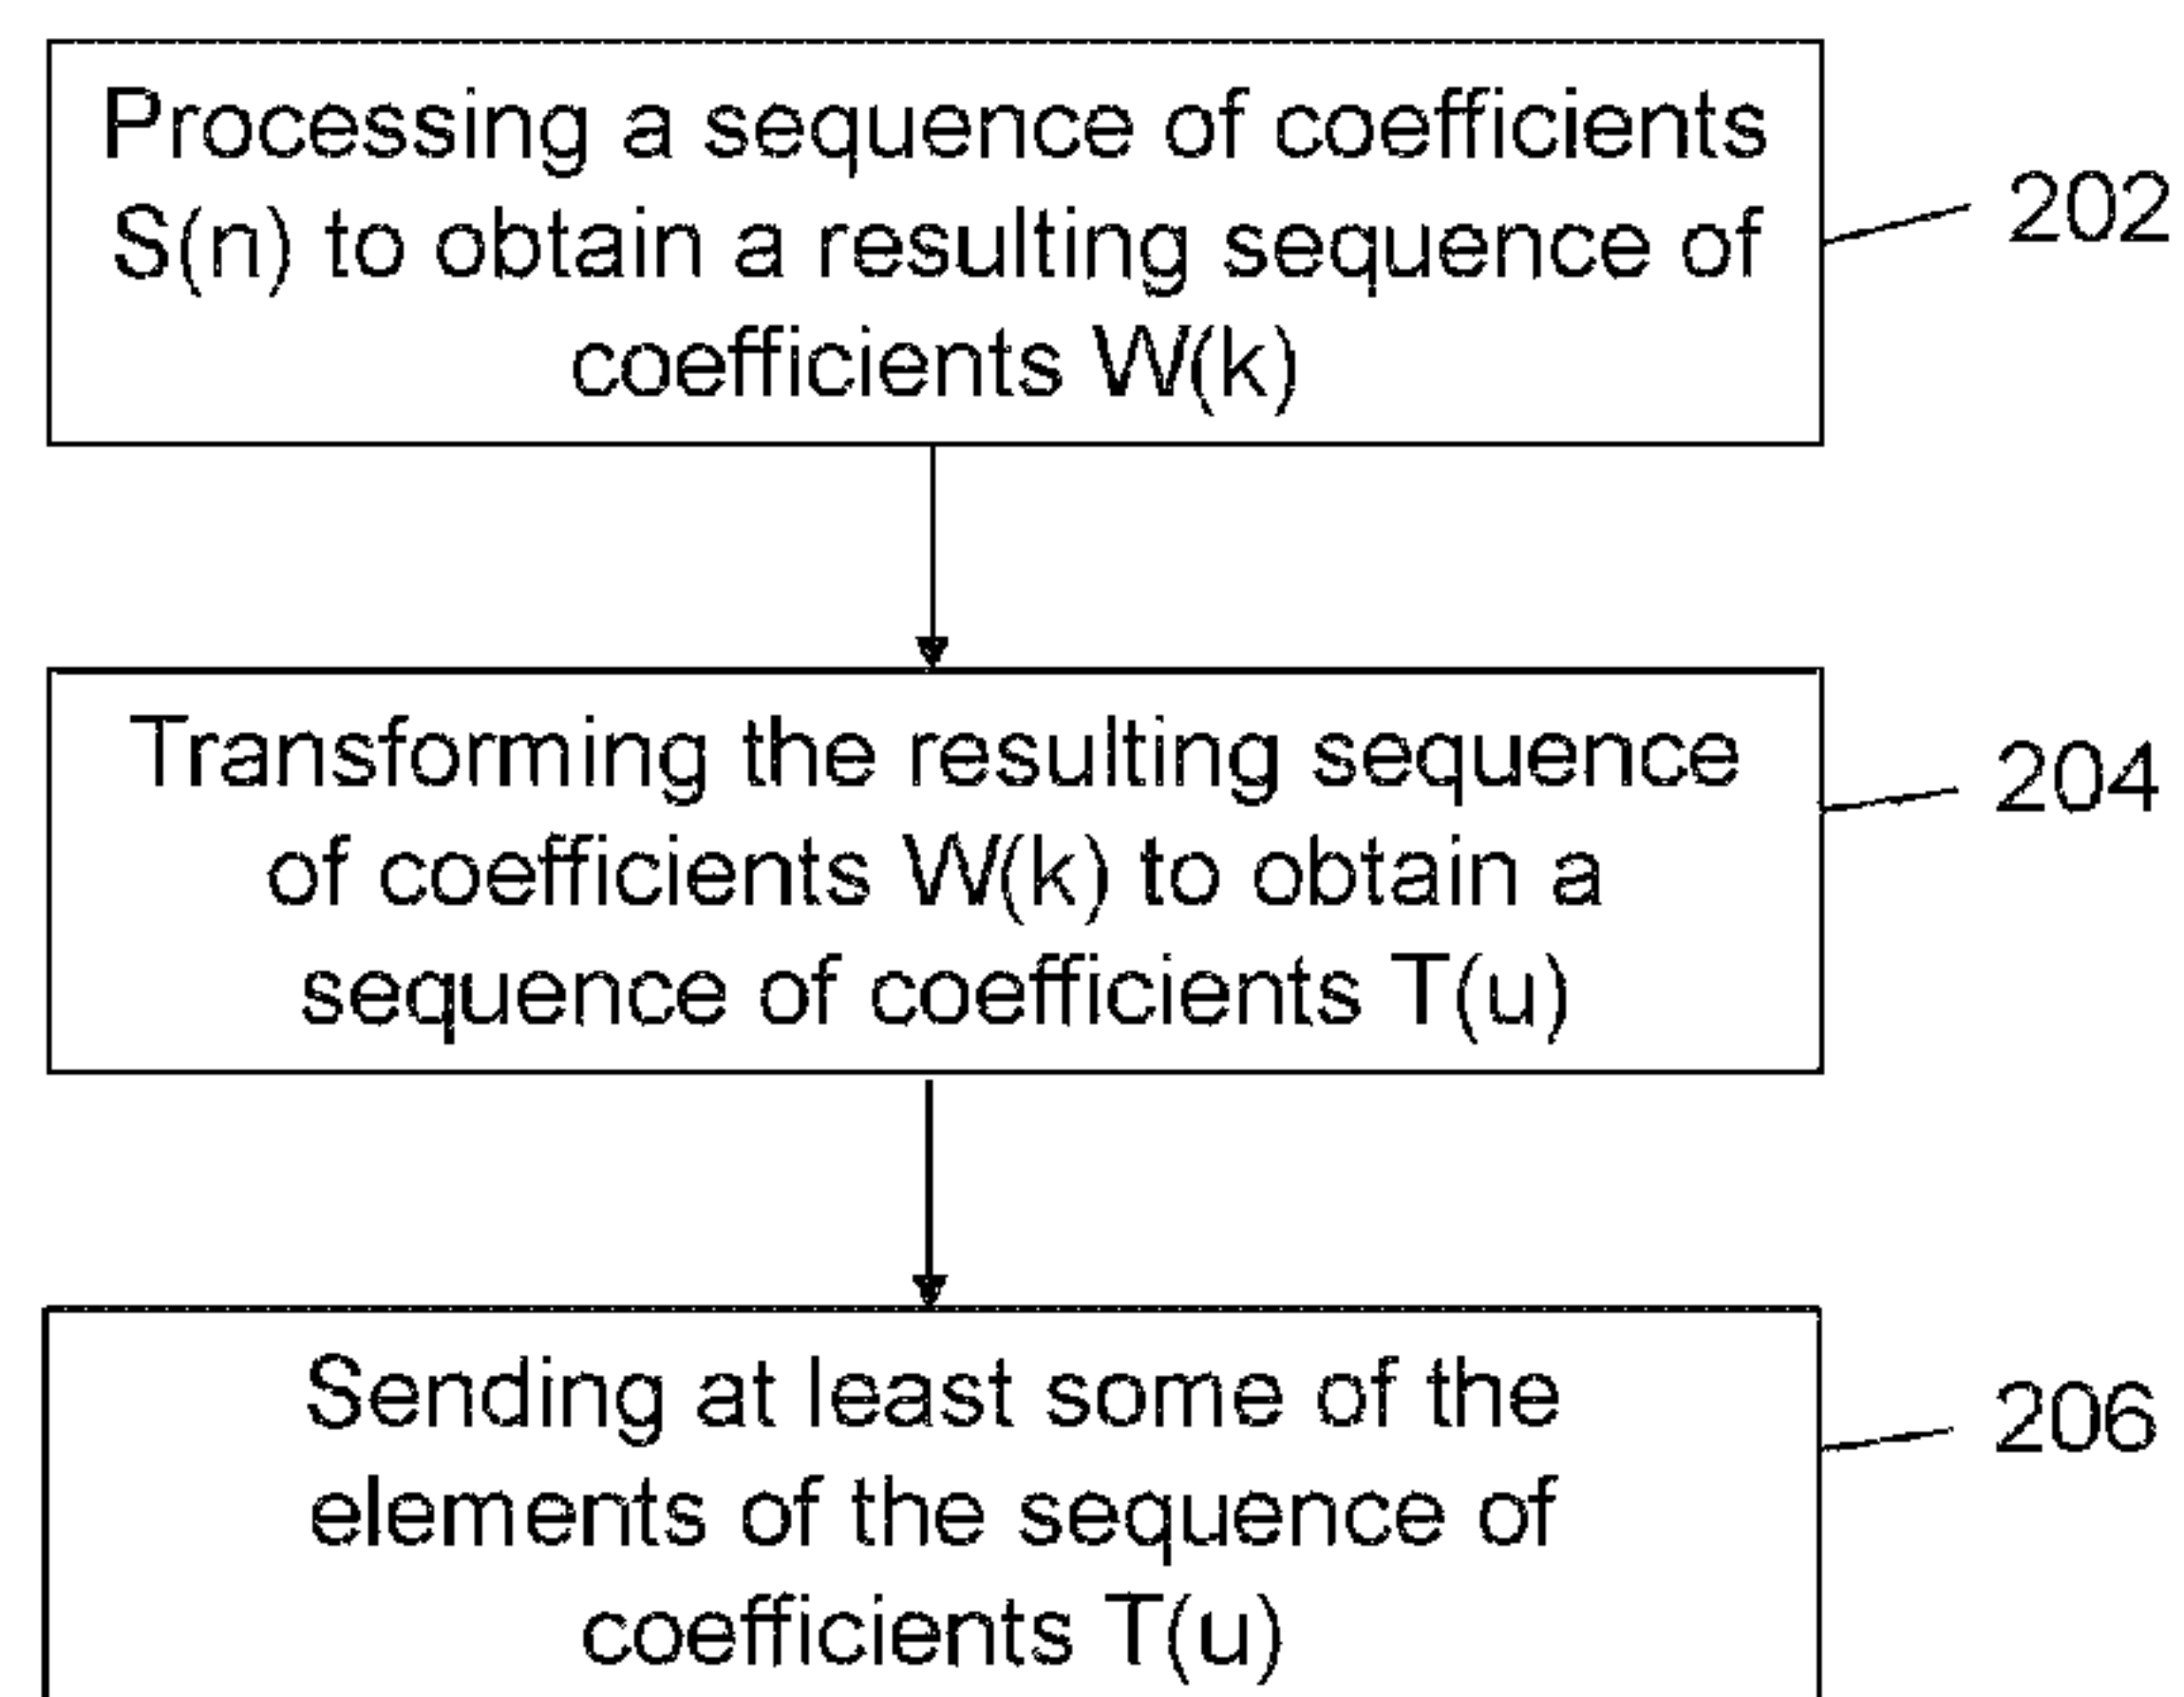 Processing a sequence of coefficients
S(n) to obtain a resulting sequence of
coefficients W(k)
202
Transforming the resulting sequence
of coefficients W(k) to obtain a
sequence of coefficients T(u)
204
Sending at least some of the
elements of the sequence of
coefficients T(u)
206